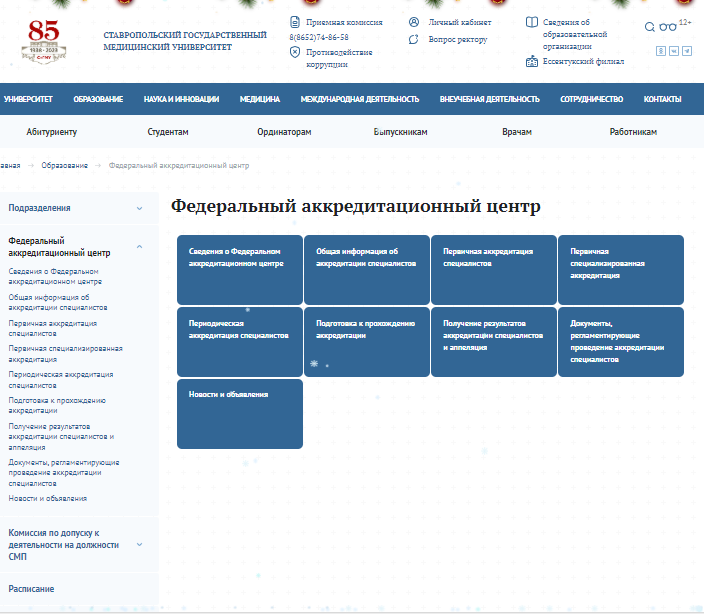 85
1938 - 2023
СтГМУ
СТАВРОПОЛЬСКИЙ ГОСУДАРСТВЕННЫЙ
МЕДИЦИНСКИЙ УНИВЕРСИТЕТ
Приемная комиссия
8(8652)74-86-58
Противодействие
коррупции
Личный кабинет
Вопрос ректору
Сведения об
образовательной
организации
Ессентукский филиал
12+
УНИВЕРСИТЕТ ОБРАЗОВАНИЕ НАУКА И ИННОВАЦИИ МЕДИЦИНА МЕЖДУНАРОДНАЯ ДЕЯТЕЛЬНОСТЬ ВНЕУЧЕБНАЯ ДЕЯТЕЛЬНОСТЬ СОТРУДНИЧЕСТВО КОНТАКТЫ
Абитуриенту Студентам Ординаторам Выпускникам Врачам Работникам
авная → Образование → Федеральный аккредитационный центр
Подразделения
Федеральный
аккредитационный центр
Сведения о Федеральном
аккредитационном центре
Общая информация об
аккредитации специалистов
Первичная аккредитация
специалистов
Первичная специализированная
аккредитация
Периодическая аккредитация
специалистов
Подготовка к прохождению
аккредитации
Получение результатов
аккредитации специалистов и
аппеляция
Документы, регламентирующие
проведение аккредитации
специалистов
Новости и объявления
Комиссия по допуску к
деятельности на должности
СМП
Расписание
Федеральный аккредитационный центр
Сведения о Федеральном
аккредитационном центре
Общая информация об
аккредитации специалистов
Первичная аккредитация
специалистов
Первичная
специализированная
аккредитация
Периодическая
аккредитация специалистов
Подготовка к прохождению
аккредитации
Получение результатов
аккредитации специалистов
и аппеляция
Документы,
регламентирующие
проведение аккредитации
специалистов
Новости и объявления